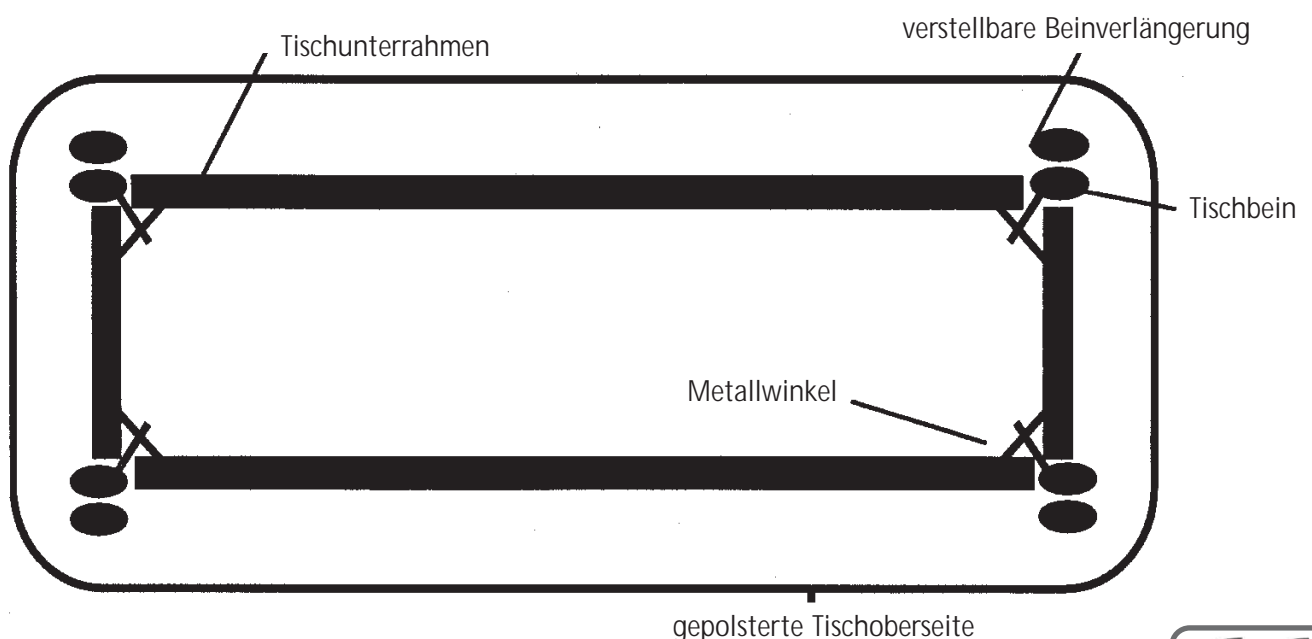 verstellbare Beinverlängerung
Tischunterrahmen
Tischbein
Metallwinkel
gepolsterte Tischoberseite